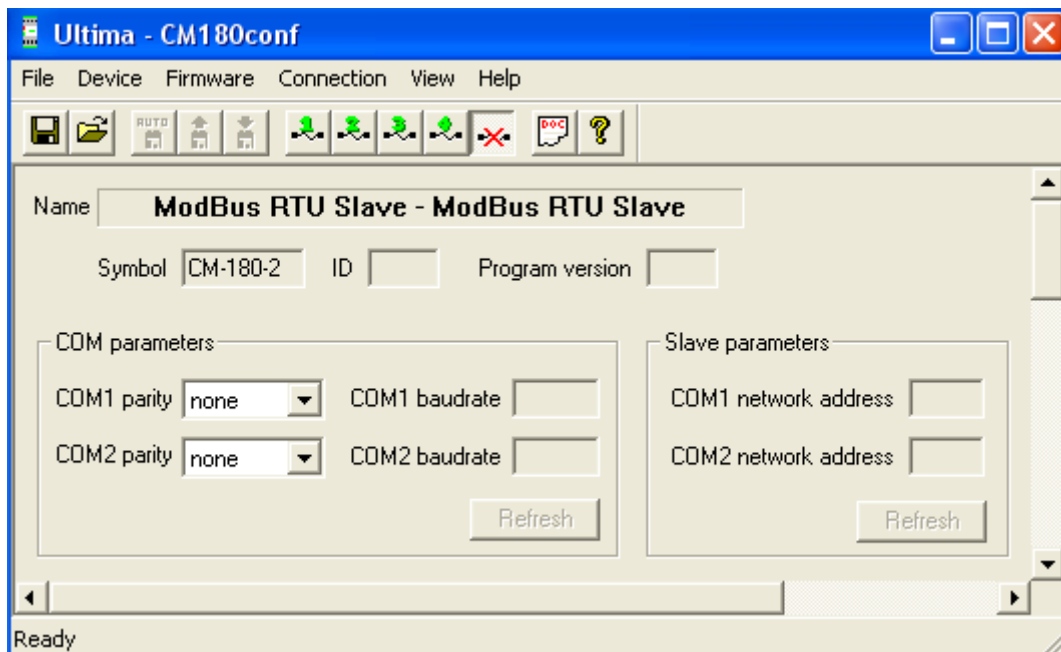 Ultima - CM180conf
File Device Firmware Connection View Help
AUTO DOC ?
Name ModBus RTU Slave - ModBus RTU Slave
Symbol CM-180-2 ID Program version
COM parameters Slave parameters
COM1 parity none COM1 baudrate COM1 network address
COM2 parity none COM2 baudrate COM2 network address
Refresh Refresh
Ready